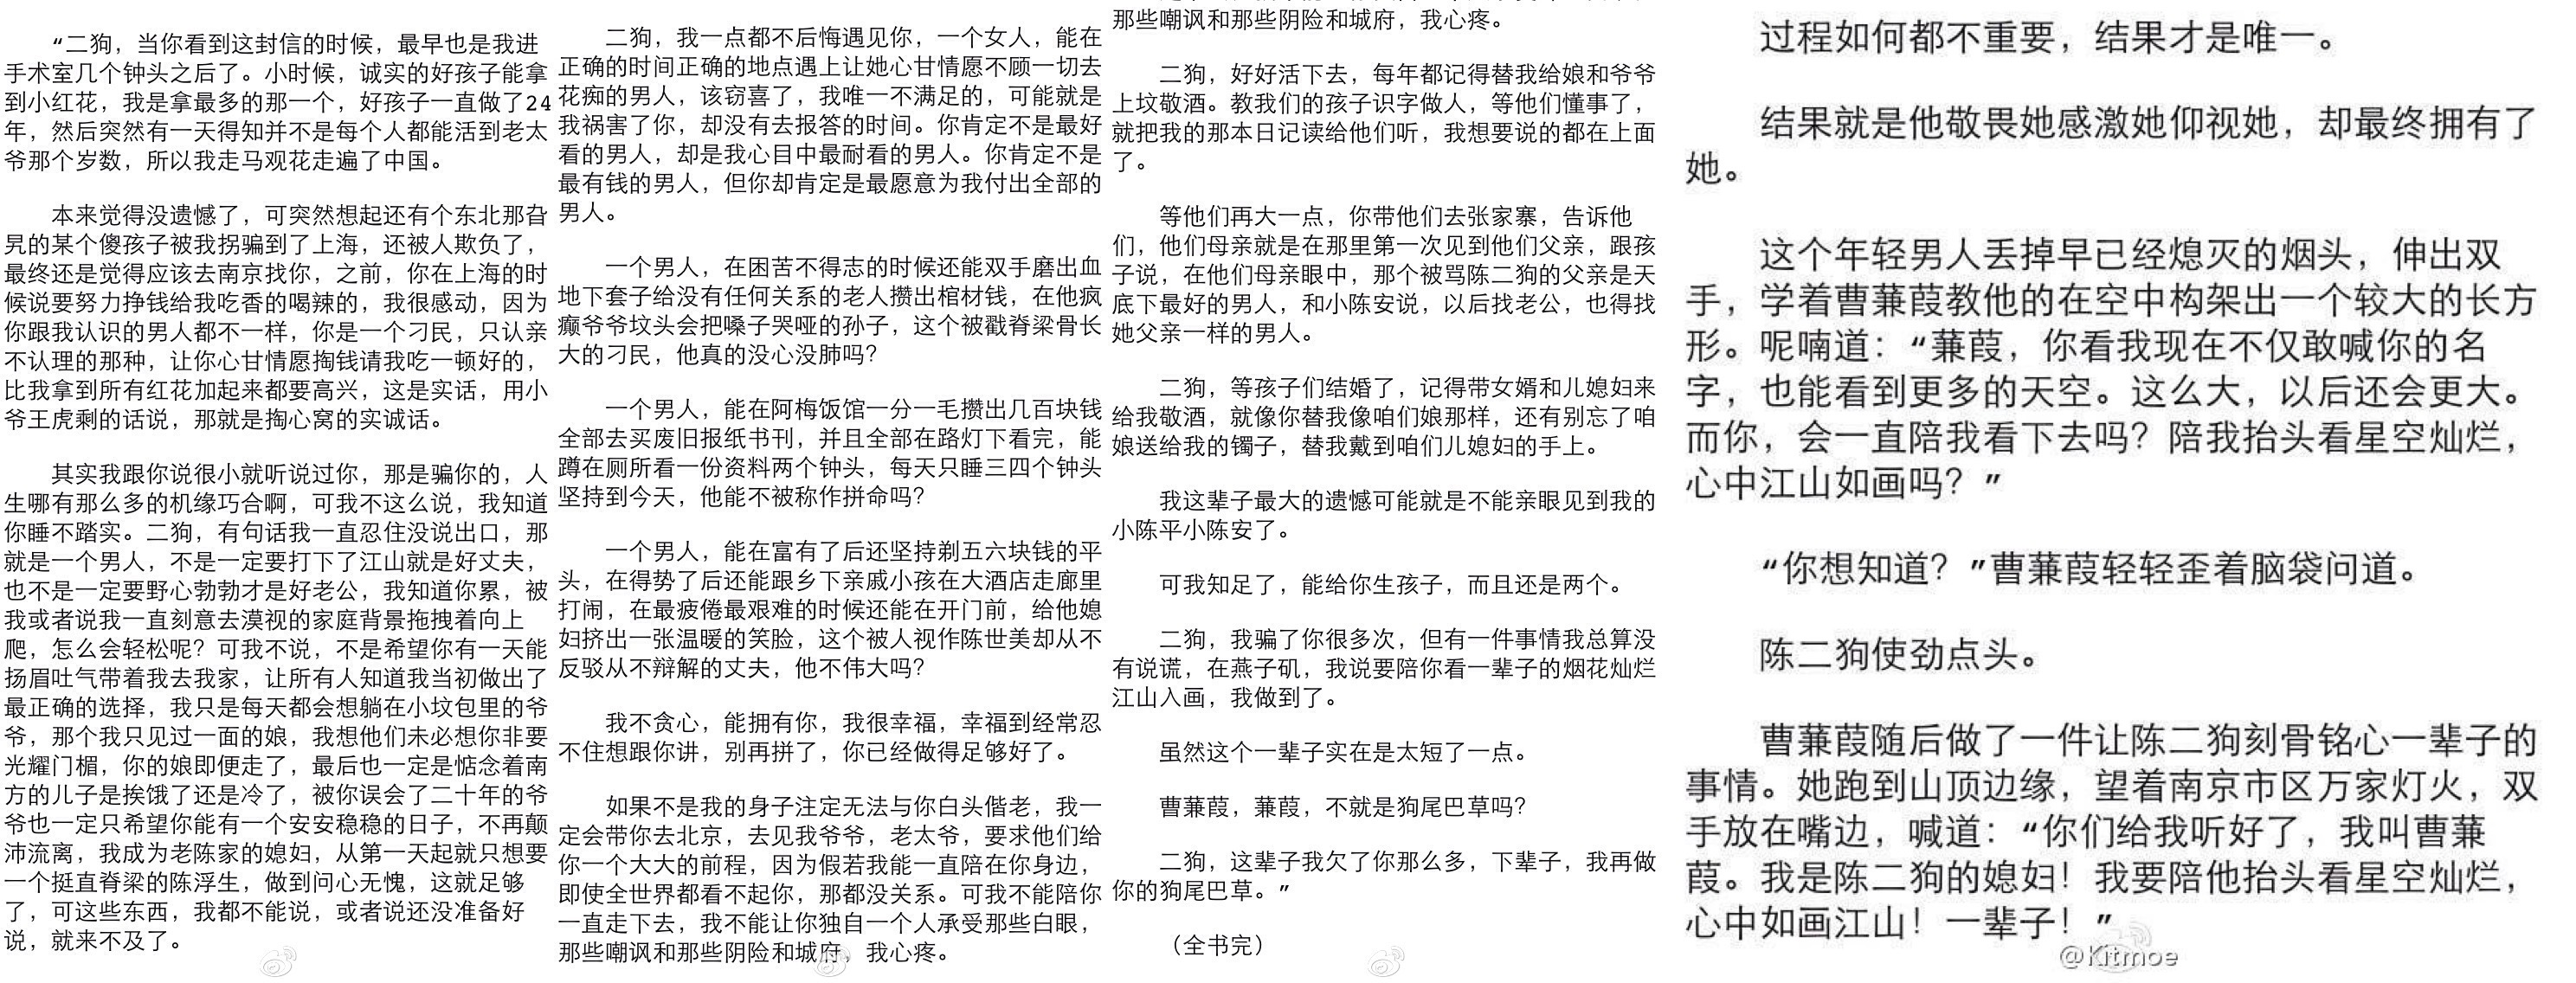 “二狗，当你看到这封信的时候，最早也是我进
手术室几个钟头之后了。小时候，诚实的好孩子能拿
到小红花，我是拿最多的那一个，好孩子一直做了24
年，然后突然有一天得知并不是每个人都能活到老太
爷那个岁数，所以我走马观花走遍了中国。
本来觉得没遗憾了，可突然想起还有个东北那旮
旯的某个傻孩子被我拐骗到了上海，还被人欺负了，
最终还是觉得应该去南京找你，之前，你在上海的时
候说要努力挣钱给我吃香的喝辣的，我很感动，因为
你跟我认识的男人都不一样，你是一个刁民，只认亲
不认理的那种，让你心甘情愿掏钱请我吃一顿好的，
比我拿到所有红花加起来都要高兴，这是实话，用小
爷王虎剩的话说，那就是掏心窝的实诚话。
其实我跟你说很小就听说过你，那是骗你的，人
生哪有那么多的机缘巧合啊，可我不这么说，我知道
你睡不踏实。二狗，有句话我一直忍住没说出口，那
就是一个男人，不是一定要打下了江山就是好丈夫，
也不是一定要野心勃勃才是好老公，我知道你累，被
我或者说我一直刻意去漠视的家庭背景拖拽着向上
爬，怎么会轻松呢？可我不说，不是希望你有一天能
扬眉吐气带着我去我家，让所有人知道我当初做出了
最正确的选择，我只是每天都会想躺在小坟包里的爷
爷，那个我只见过一面的娘，我想他们未必想你非要
光耀门楣，你的娘即便走了，最后也一定是惦念着南
方的儿子是挨饿了还是冷了，被你误会了二十年的爷
爷也一定只希望你能有一个安安稳稳的日子，不再颠
沛流离，我成为老陈家的媳妇，从第一天起就只想要
一个挺直脊梁的陈浮生，做到问心无愧，这就足够
了，可这些东西，我都不能说，或者说还没准备好
说，就来不及了。
二狗，我一点都不后悔遇见你，一个女人，能在
正确的时间正确的地点遇上让她心甘情愿不顾一切去
花痴的男人，该窃喜了，我唯一不满足的，可能就是
我祸害了你，却没有去报答的时间。你肯定不是最好
看的男人，却是我心目中最耐看的男人。你肯定不是
最有钱的男人，但你却肯定是最愿意为我付出全部的
男人。
一个男人，在困苦不得志的时候还能双手磨出血
地下套子给没有任何关系的老人攒出棺材钱，在他疯
癫爷爷坟头会把嗓子哭哑的孙子，这个被戳脊梁骨长
大的刁民，他真的没心没肺吗？
一个男人，能在阿梅饭馆一分一毛攒出几百块钱
全部去买废旧报纸书刊，并且全部在路灯下看完，能
蹲在厕所看一份资料两个钟头，每天只睡三四个钟头
坚持到今天，他能不被称作拼命吗？
一个男人，能在富有了后还坚持剃五六块钱的平
头，在得势了后还能跟乡下亲戚小孩在大酒店走廊里
打闹，在最疲倦最艰难的时候还能在开门前，给他媳
妇挤出一张温暖的笑脸，这个被人视作陈世美却从不
反驳从不辩解的丈夫，他不伟大吗？
我不贪心，能拥有你，我很幸福，幸福到经常忍
不住想跟你讲，别再拼了，你已经做得足够好了。
如果不是我的身子注定无法与你白头偕老，我一
定会带你去北京，去见我爷爷，老太爷，要求他们给
你一个大大的前程，因为假若我能一直陪在你身边，
即使全世界都看不起你，那都没关系。可我不能陪你
一直走下去，我不能让你独自一个人承受那些白眼，
那些嘲讽和那些阴险和城府，我心疼。
那些嘲讽和那些阴险和城府，我心疼。
二狗，好好活下去，每年都记得替我给娘和爷爷
上坟敬酒。教我们的孩子识字做人，等他们懂事了，
就把我的那本日记读给他们听，我想要说的都在上面
了。
等他们再大一点，你带他们去张家寨，告诉他
们，他们母亲就是在那里第一次见到他们父亲，跟孩
子说，在他们母亲眼中，那个被骂陈二狗的父亲是天
底下最好的男人，和小陈安说，以后找老公，也得找
她父亲一样的男人。
二狗，等孩子们结婚了，记得带女婿和儿媳妇来
给我敬酒，就像你替我像咱们娘那样，还有别忘了咱
娘送给我的镯子，替我戴到咱们儿媳妇的手上。
我这辈子最大的遗憾可能就是不能亲眼见到我的
小陈平小陈安了。
可我知足了，能给你生孩子，而且还是两个。
二狗，我骗了你很多次，但有一件事情我总算没
有说谎，在燕子矶，我说要陪你看一辈子的烟花灿烂
江山入画，我做到了。
虽然这个一辈子实在是太短了一点。
曹蒹葭，蒹葭，不就是狗尾巴草吗？
二狗，这辈子我欠了你那么多，下辈子，我再做
你的狗尾巴草。”
（全书完）
过程如何都不重要，结果才是唯一。
结果就是他敬畏她感激她仰视她，却最终拥有了
她。
这个年轻男人丢掉早已经熄灭的烟头，伸出双
手，学着曹蒹葭教他的在空中构架出一个较大的长方
形。呢喃道：“蒹葭，你看我现在不仅敢喊你的名
字，也能看到更多的天空。这么大，以后还会更大。
而你，会一直陪我看下去吗？陪我抬头看星空灿烂，
心中江山如画吗？”
“你想知道？”曹蒹葭轻轻歪着脑袋问道。
陈二狗使劲点头。
曹蒹葭随后做了一件让陈二狗刻骨铭心一辈子的
事情。她跑到山顶边缘，望着南京市区万家灯火，双
手放在嘴边，喊道：“你们给我听好了，我叫曹蒹
葭。我是陈二狗的媳妇！我要陪他抬头看星空灿烂，
心中如画江山！一辈子！”
@Kitmoe